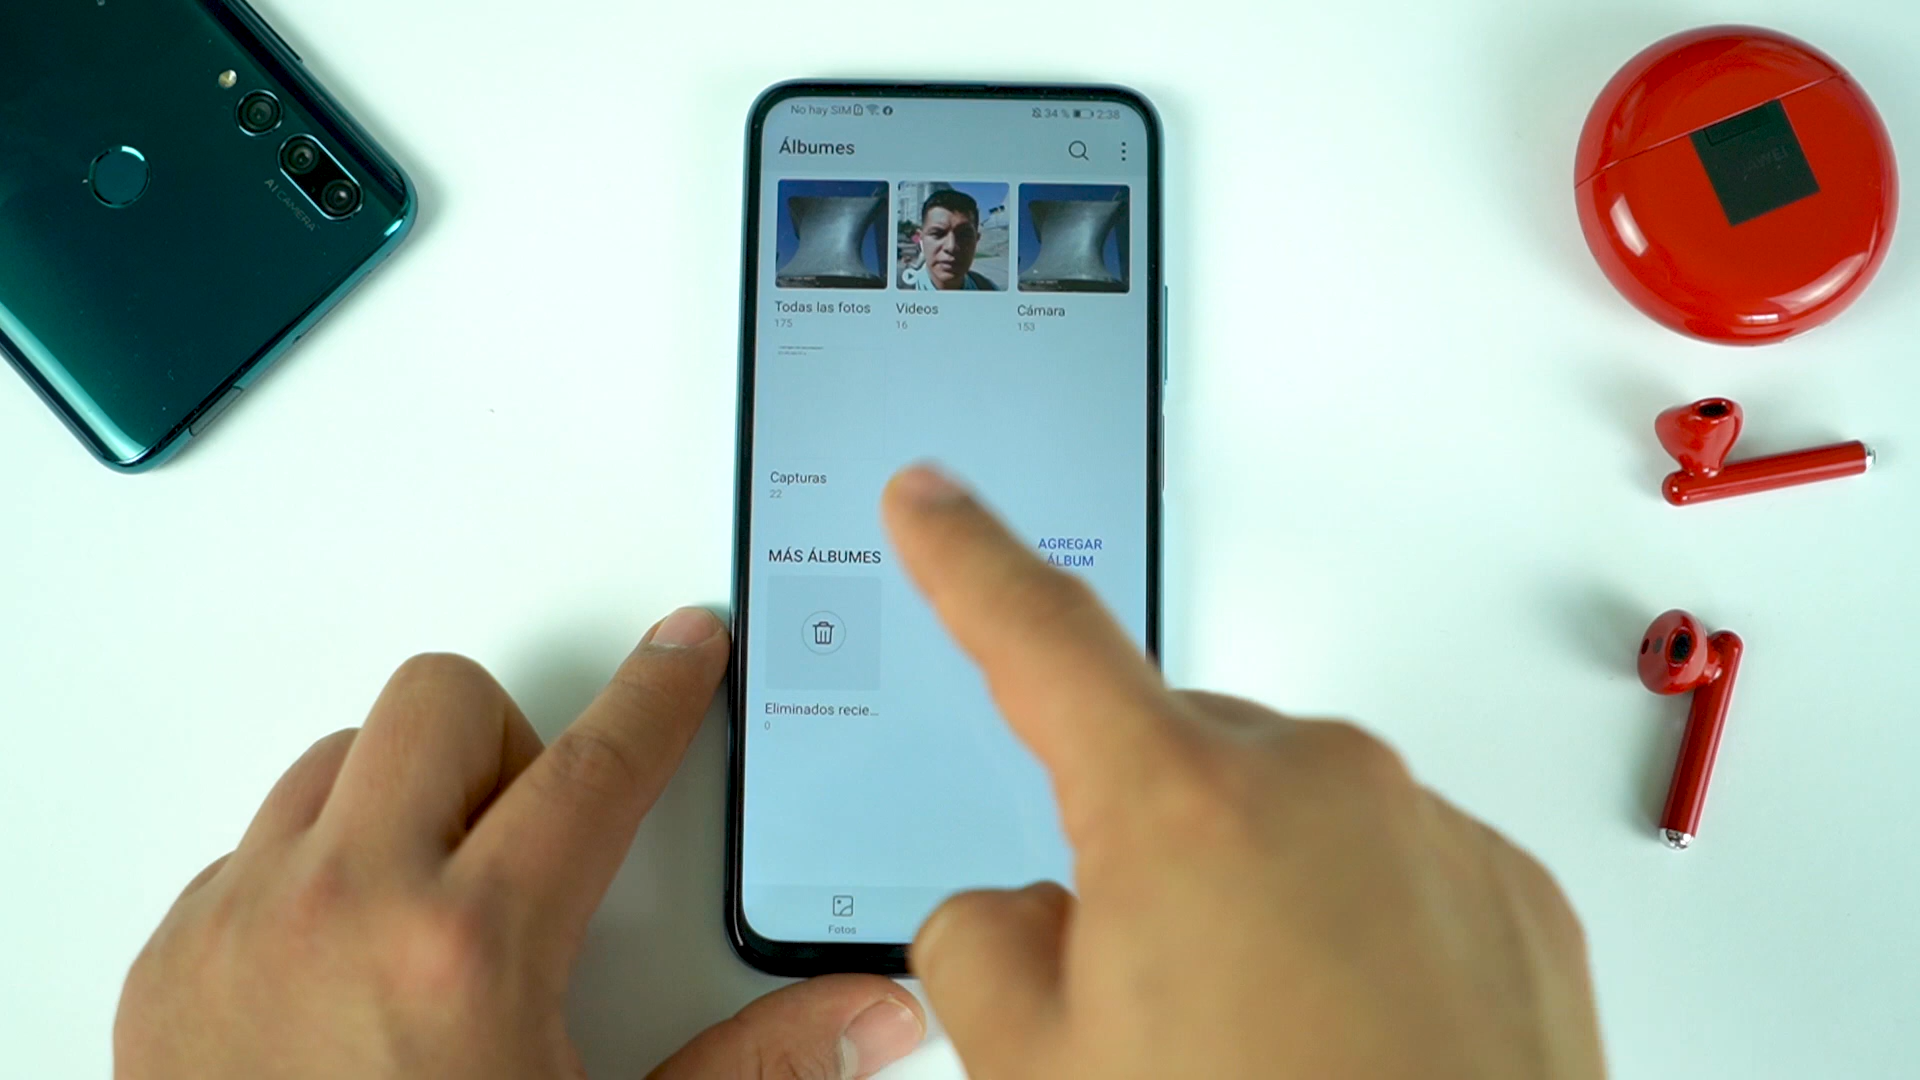 No hay SIM
34 % 2:38
Álbumes
Todas las fotos
175
Videos
16
Cámara
153
Capturas
22
MÁS ÁLBUMES
AGREGAR
ÁLBUM
Eliminados recie...
0
Fotos
AI CAMERA
HUAWEI